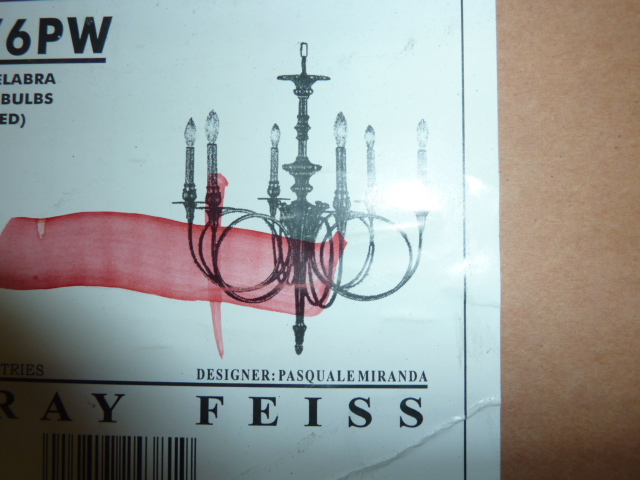 /6PW
ELABRA
BULBS
ED)
TRIES
DESIGNER: PASQUALE MIRANDA
RAY FEISS